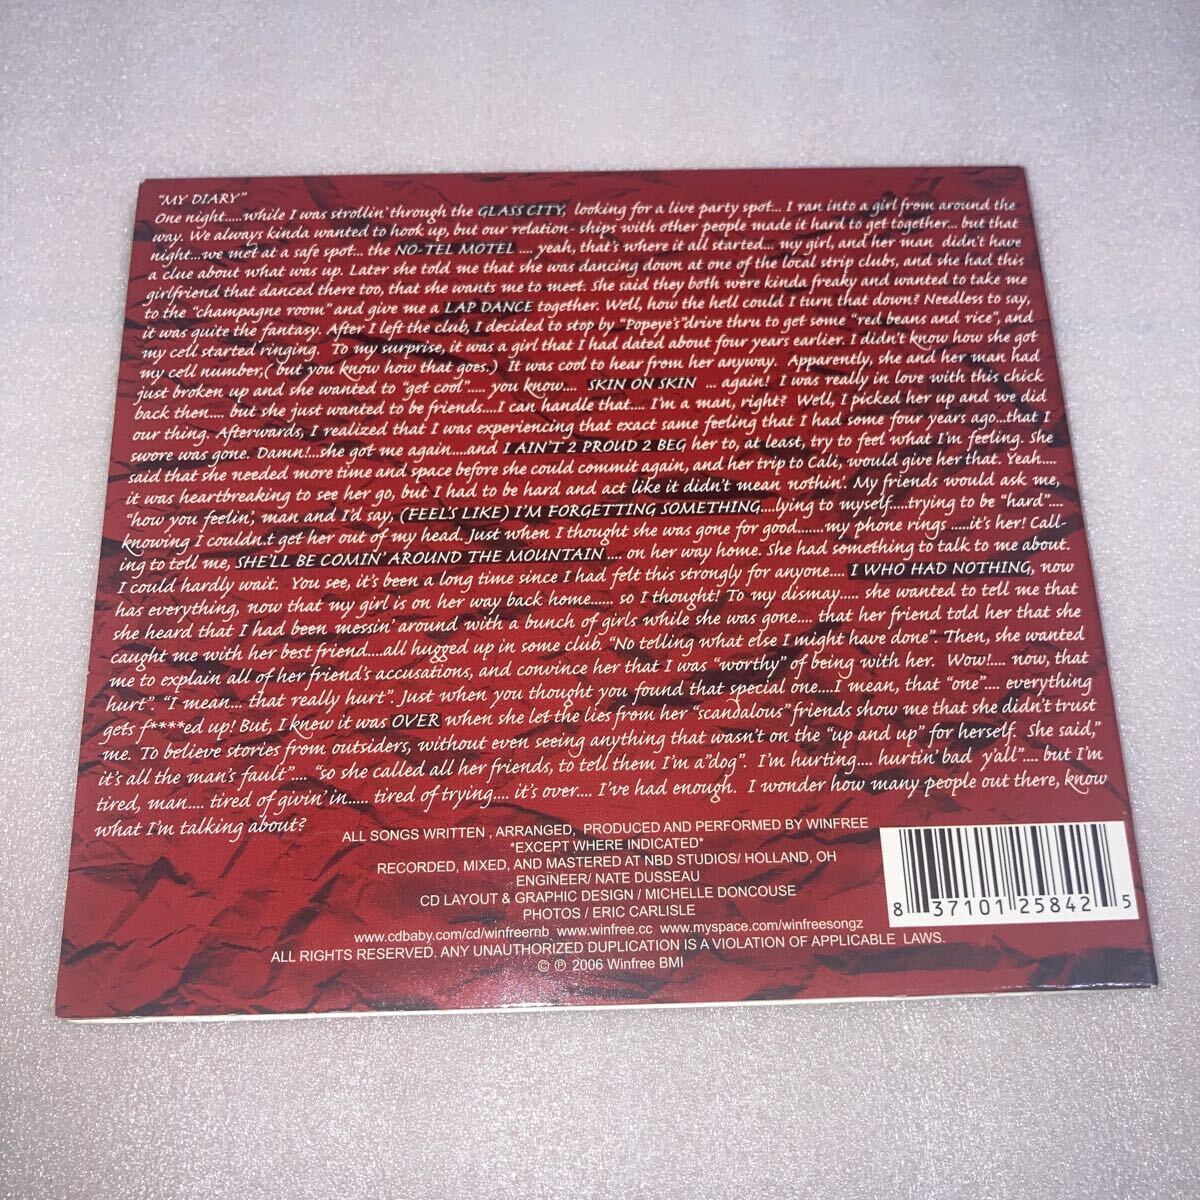 "MY DIARY"
One night.....while I was strollin' through the GLASS CITY, looking for a live party spot... I ran into a girl from around the
way. We always kinda wanted to hook up, but our relation- ships with other people made it hard to get together... but that
night...we met at a safe spot... the NO-TEL MOTEL .... yeah, that's where it all started... my girl, and her man didn't have
a clue about what was up. Later she told me that she was dancing down at one of the local strip clubs, and she had this
girlfriend that danced there too, that she wants me to meet. She said they both were kinda freaky and wanted to take me
to the "champagne room" and give me a LAP DANCE together. Well, how the hell could I turn that down? Needless to say,
it was quite the fantasy. After I left the club, I decided to stop by "Popeye's"drive thru to get some "red beans and rice", and
my cell started ringing. To my surprise, it was a girl that I had dated about four years earlier. I didn't know how she got
my cell number,( but you know how that goes.) It was cool to hear from her anyway. Apparently, she and her man had
just broken up and she wanted to "get cool"..... you know.... SKIN ON SKIN ... again! I was really in love with this chick
back then.... but she just wanted to be friends....I can handle that.... I'm a man, right? Well, I picked her up and we did
our thing. Afterwards, I realized that I was experiencing that exact same feeling that I had some four years ago...that I
swore was gone. Damn!...she got me again....and I AIN'T 2 PROUD 2 BEG her to, at least, try to feel what I'm feeling. She
said that she needed more time and space before she could commit again, and her trip to Cali, would give her that. Yeah....
it was heartbreaking to see her go, but I had to be hard and act like it didn't mean nothin'. My friends would ask me,
"how you feelin', man and I'd say, (FEEL'S LIKE) I'M FORGETTING SOMETHING....lying to myself.....trying to be "hard"....
knowing I couldn.t get her out of my head. Just when I thought she was gone for good......my phone rings .....it's her! Call-
ing to tell me, SHE'LL BE COMIN' AROUND THE MOUNTAIN .... on her way home. She had something to talk to me about.
I could hardly wait. You see, it's been a long time since I had felt this strongly for anyone.... I WHO HAD NOTHING, now
has everything, now that my girl is on her way back home...... so I thought! To my dismay..... she wanted to tell me that
she heard that I had been messin' around with a bunch of girls while she was gone.... that her friend told her that she
caught me with her best friend....all hugged up in some club. "No telling what else I might have done". Then, she wanted
me to explain all of her friend's accusations, and convince her that I was "worthy" of being with her. Wow!.... now, that
hurt". "I mean.... that really hurt". Just when you thought you found that special one....I mean, that "one".... everything
gets f****ed up! But, I knew it was OVER when she let the lies from her "scandalous"friends show me that she didn't trust
me. To believe stories from outsiders, without even seeing anything that wasn't on the "up and up" for herself. She said,"
it's all the man's fault".... "so she called all her friends, to tell them I'm a"dog". I'm hurting.... hurtin' bad y'all".... but I'm
tired, man.... tired of givin' in..... tired of trying.... it's over.... I've had enough. I wonder how many people out there, know
what I'm talking about?
ALL SONGS WRITTEN , ARRANGED, PRODUCED AND PERFORMED BY WINFREE
*EXCEPT WHERE INDICATED*
RECORDED, MIXED, AND MASTERED AT NBD STUDIOS/ HOLLAND, OH
ENGINEER/ NATE DUSSEAU
CD LAYOUT & GRAPHIC DESIGN / MICHELLE DONCOUSE
PHOTOS / ERIC CARLISLE
www.cdbaby.com/cd/winfreernb www.winfree.cc www.myspace.com/winfreesongz
ALL RIGHTS RESERVED. ANY UNAUTHORIZED DUPLICATION IS A VIOLATION OF APPLICABLE LAWS.
© ℗ 2006 Winfree BMI
8 37101 25842 5